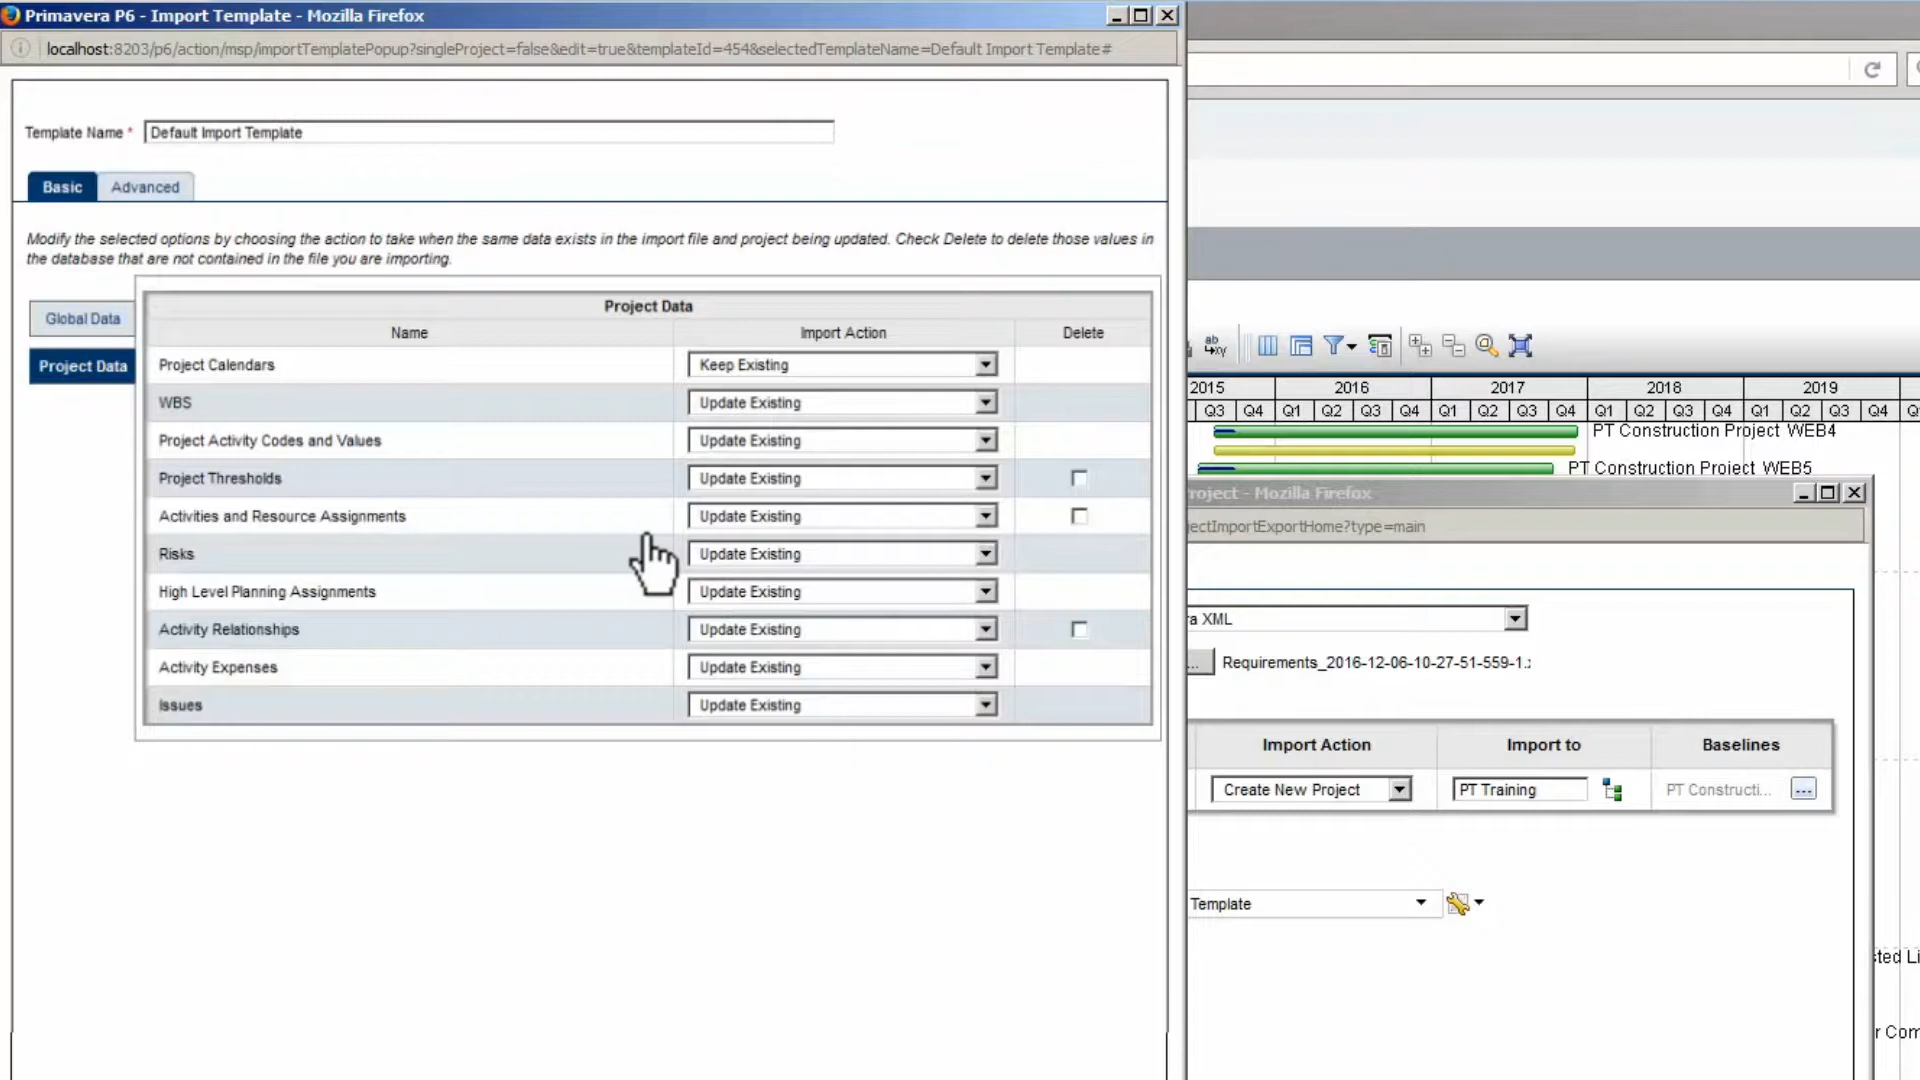 Primavera P6 - Import Template - Mozilla Firefox
localhost:8203/p6/action/msp/importTemplatePopup?singleProject=false&edit=true&templateId=454&selectedTemplateName=Default Import Template#
Template Name * Default Import Template
Basic Advanced
Modify the selected options by choosing the action to take when the same data exists in the import file and project being updated. Check Delete to delete those values in
the database that are not contained in the file you are importing.
Global Data
Project Data
Project Data
Name Import Action Delete
Project Calendars Keep Existing
WBS Update Existing
Project Activity Codes and Values Update Existing
Project Thresholds Update Existing
Activities and Resource Assignments Update Existing
Risks Update Existing
High Level Planning Assignments Update Existing
Activity Relationships Update Existing
Activity Expenses Update Existing
Issues Update Existing
2015 2016 2017 2018 2019
Q3 Q4 Q1 Q2 Q3 Q4 Q1 Q2 Q3 Q4 Q1 Q2 Q3 Q4 Q1 Q2 Q3 Q4
PT Construction Project WEB4
PT Construction Project WEB5
roject - Mozilla Firefox
ectImportExportHome?type=main
a XML
... Requirements_2016-12-06-10-27-51-559-1.:
Import Action Import to Baselines
Create New Project PT Training PT Constructi... ...
Template
ted Li
r Com